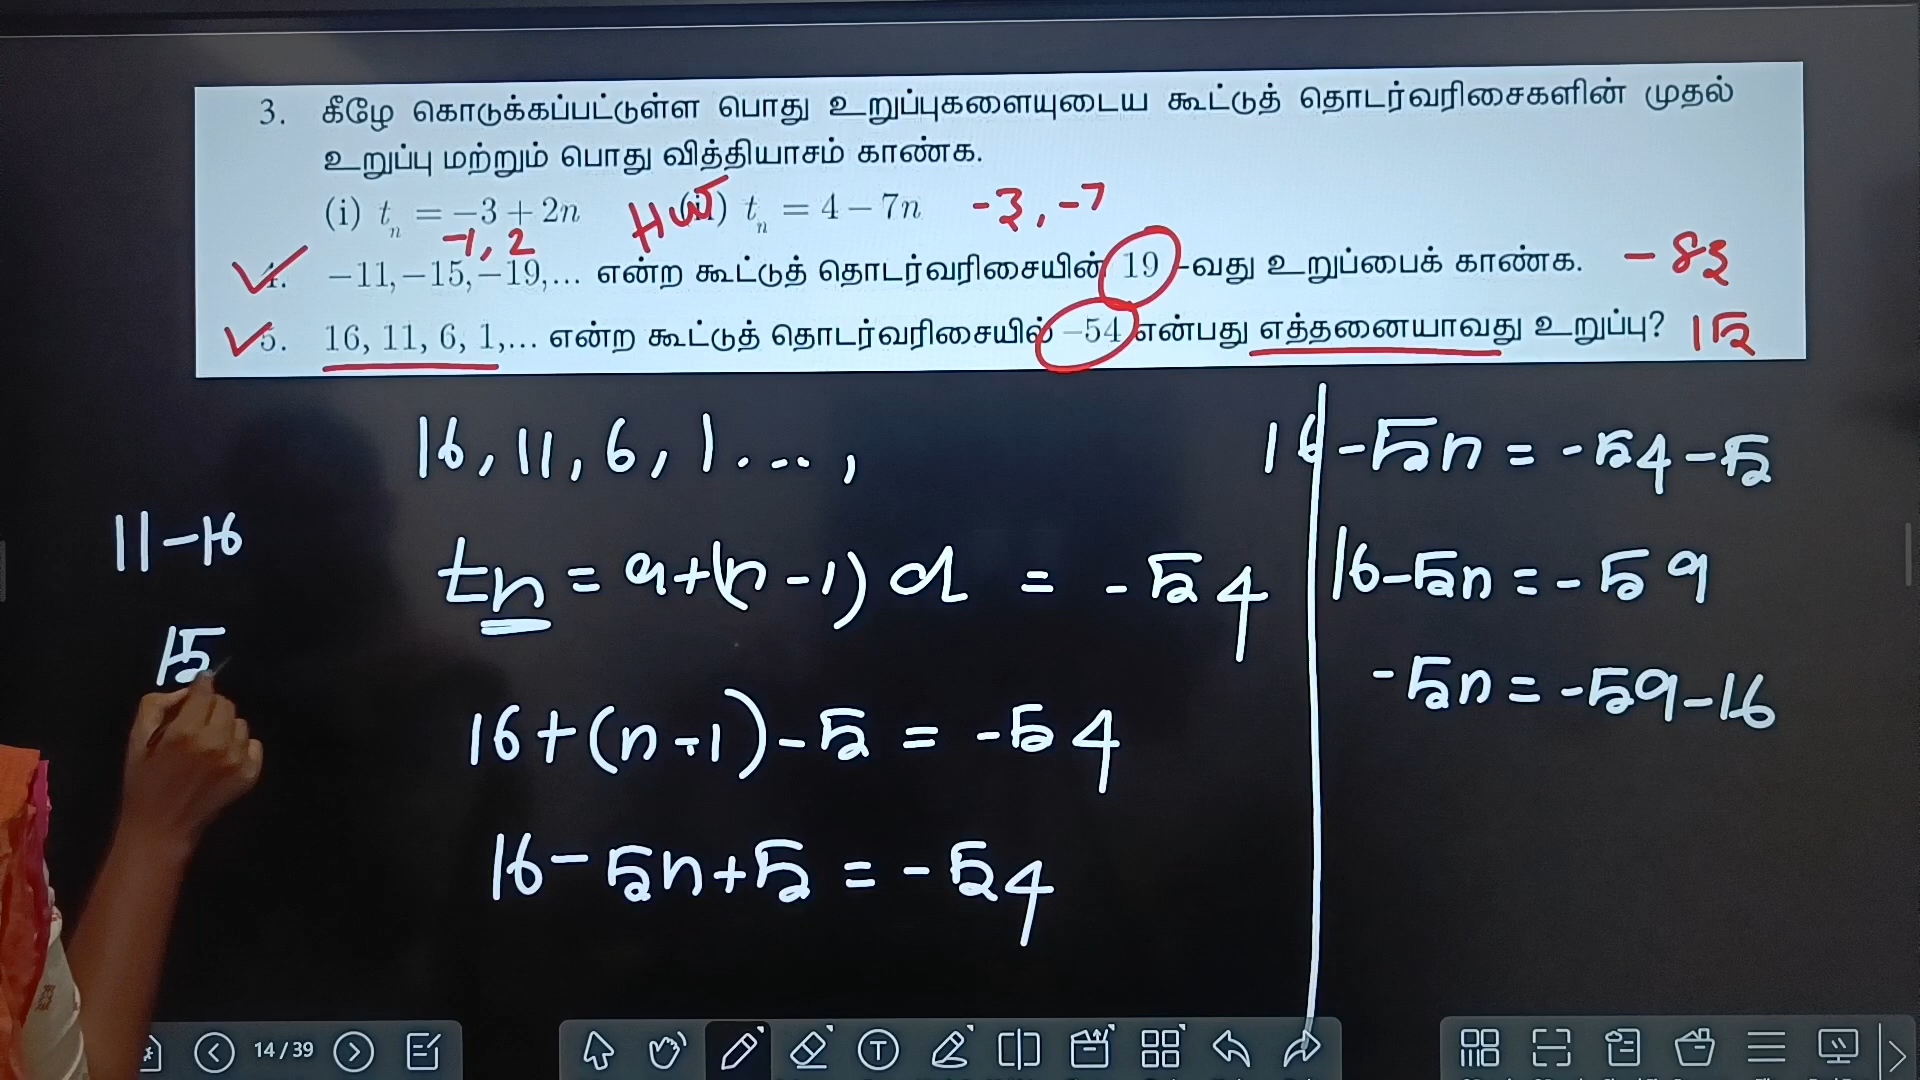 3. கீழே கொடுக்கப்பட்டுள்ள பொது உறுப்புகளையுடைய கூட்டுத் தொடர்வரிசைகளின் முதல்
உறுப்பு மற்றும் பொது வித்தியாசம் காண்க.
(i) tₙ = −3 + 2n HW (ii) tₙ = 4 − 7n -3, -7
-1, 2
4. −11, −15, −19,... என்ற கூட்டுத் தொடர்வரிசையின் 19 -வது உறுப்பைக் காண்க. -83
5. 16, 11, 6, 1,... என்ற கூட்டுத் தொடர்வரிசையில் −54 என்பது எத்தனையாவது உறுப்பு? 15
16, 11, 6, 1 ... ,
11-16
15
tn = a+(n-1)d = -54
16+(n-1)-5 = -54
16-5n+5 = -54
16-5n = -54-5
16-5n = -59
-5n = -59-16
14 / 39
T